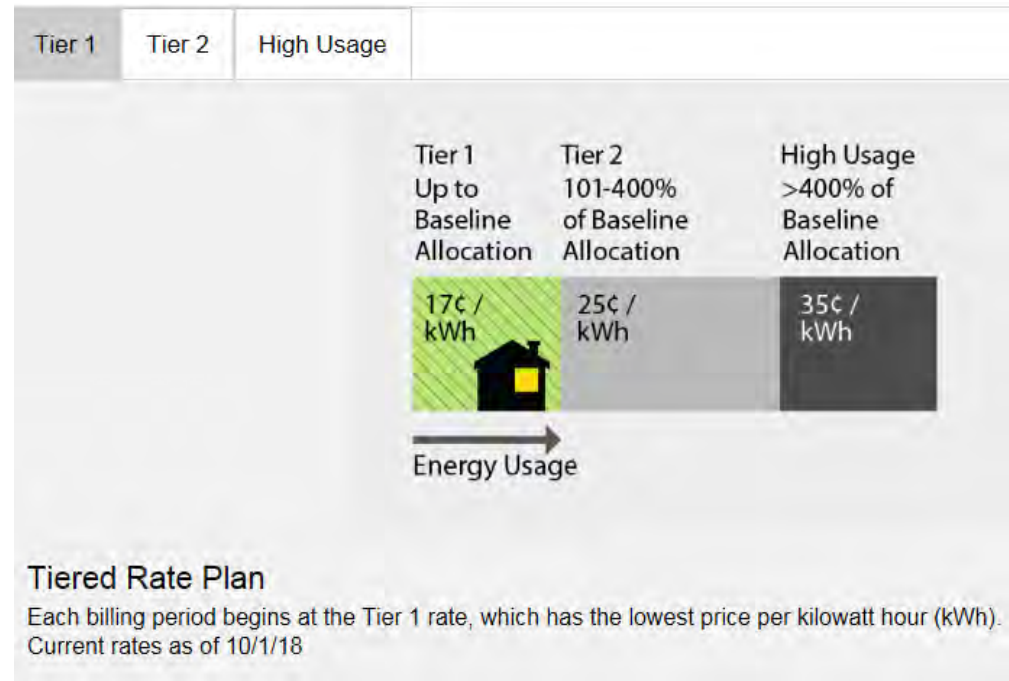 Tier 1
Tier 2
High Usage
Tier 1
Up to
Baseline
Allocation
Tier 2
101-400%
of Baseline
Allocation
High Usage
>400% of
Baseline
Allocation
17¢ /
kWh
25¢ /
kWh
35¢ /
kWh
Energy Usage
Tiered Rate Plan
Each billing period begins at the Tier 1 rate, which has the lowest price per kilowatt hour (kWh).
Current rates as of 10/1/18